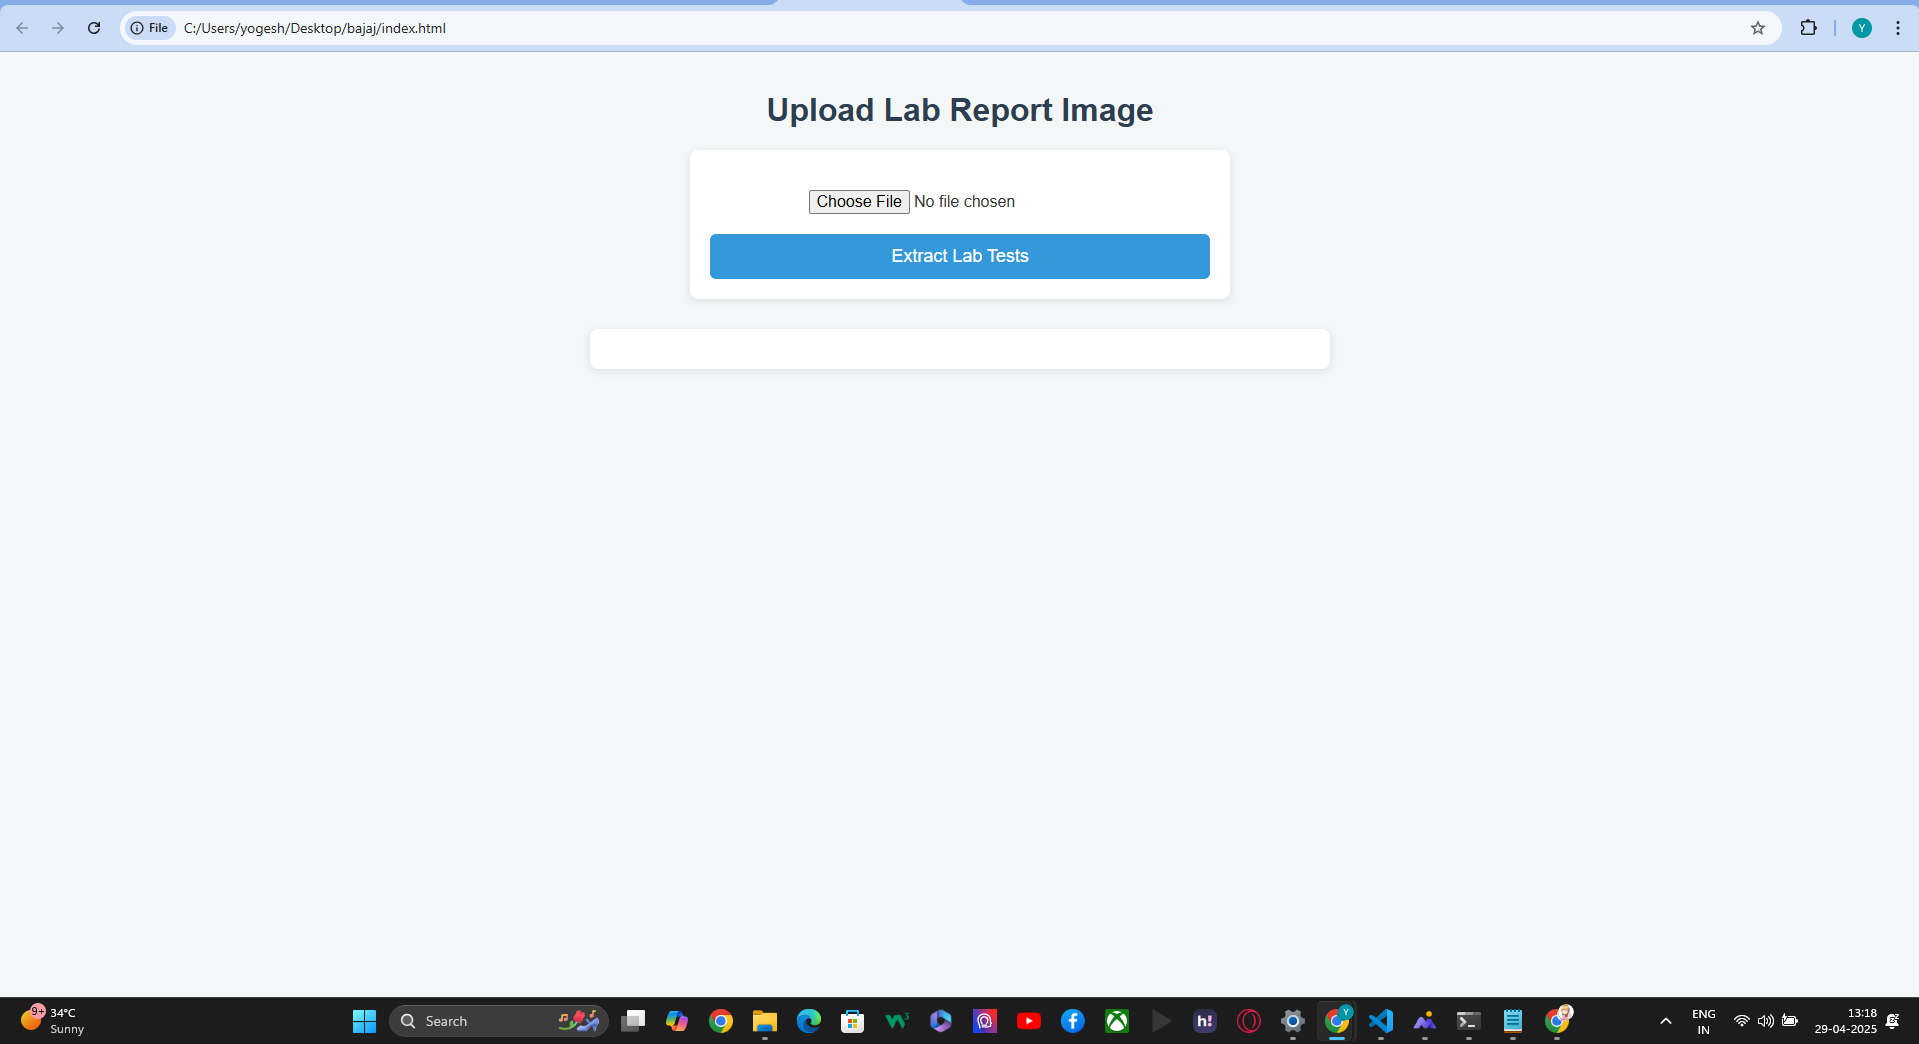 File C:/Users/yogesh/Desktop/bajaj/index.html
Y
Upload Lab Report Image
Choose File No file chosen
Extract Lab Tests
9+
34°C
Sunny
Search
W3
h!
Y
ENG
IN
13:18
29-04-2025